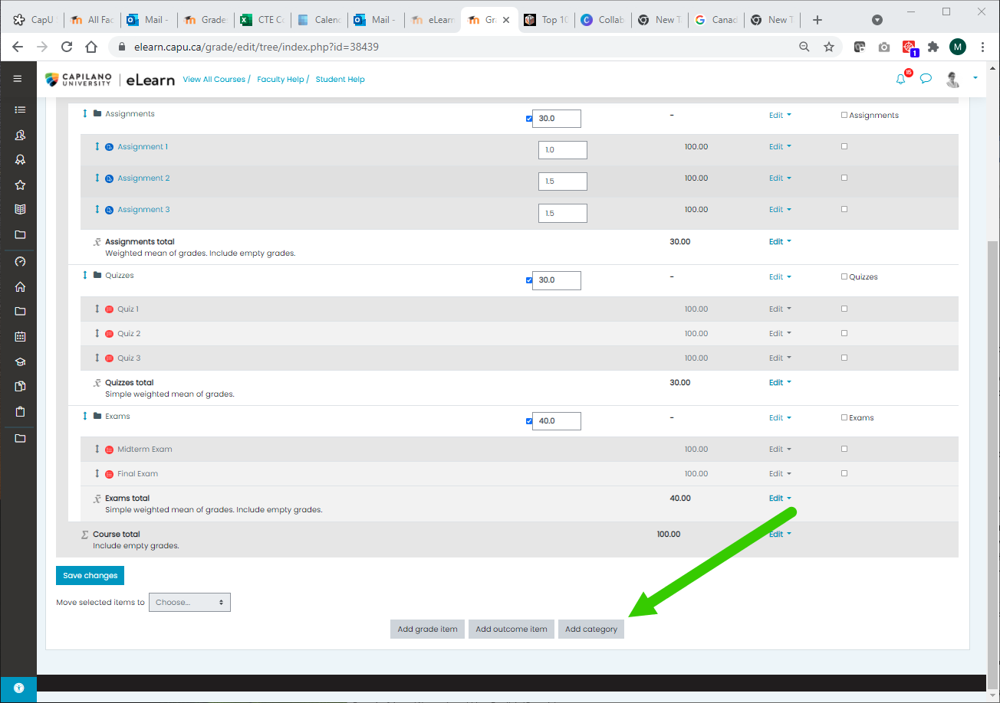 CapU
All Fac
Mail -
Grade
CTE Co
Calenc
Mail -
eLearn
Gra
Top 10
Collab
New T
Canad
New T
elearn.capu.ca/grade/edit/tree/index.php?id=38439
1
M
CAPILANO UNIVERSITY
eLearn
View All Courses /
Faculty Help /
Student Help
15
Assignments
30.0
-
Edit
Assignments
Assignment 1
1.0
100.00
Edit
Assignment 2
1.5
100.00
Edit
Assignment 3
1.5
100.00
Edit
Assignments total
30.00
Edit
Weighted mean of grades. Include empty grades.
Quizzes
30.0
-
Edit
Quizzes
Quiz 1
100.00
Edit
Quiz 2
100.00
Edit
Quiz 3
100.00
Edit
Quizzes total
30.00
Edit
Simple weighted mean of grades.
Exams
40.0
-
Edit
Exams
Midterm Exam
100.00
Edit
Final Exam
100.00
Edit
Exams total
40.00
Edit
Simple weighted mean of grades. Include empty grades.
Course total
100.00
Edit
Include empty grades.
Save changes
Move selected items to
Choose...
Add grade item
Add outcome item
Add category